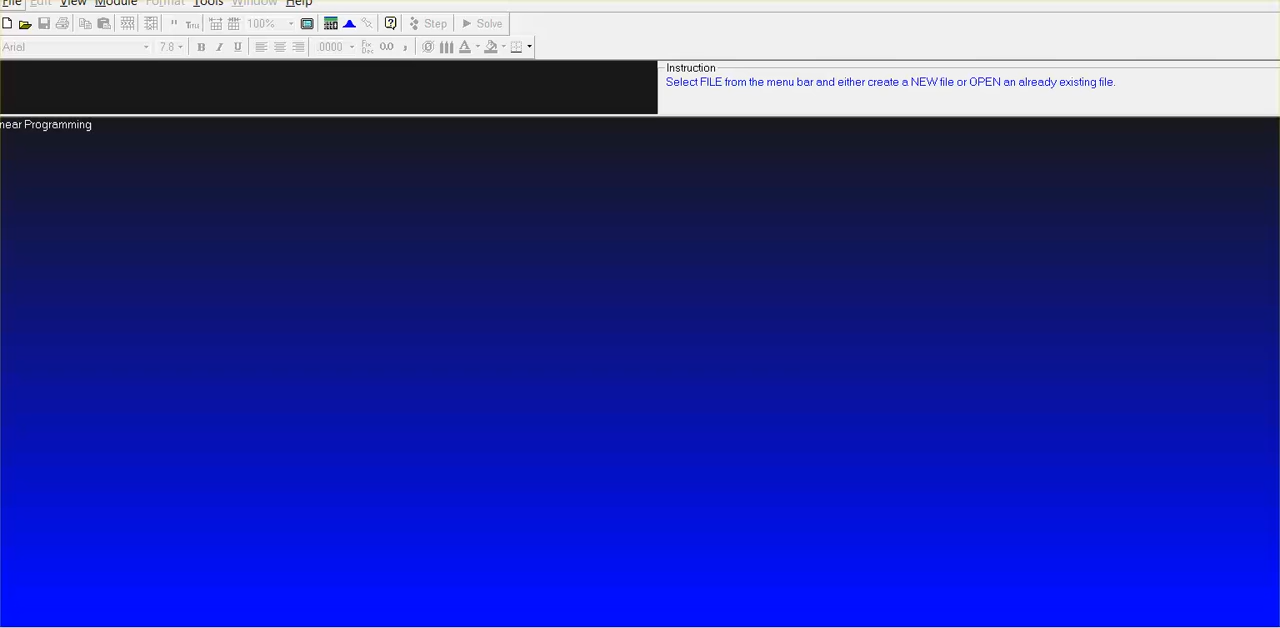 File Edit View Module Format Tools Window Help
100% Step Solve
Arial 7.8 B I U .0000 0.0 ,
Instruction
Select FILE from the menu bar and either create a NEW file or OPEN an already existing file.
near Programming